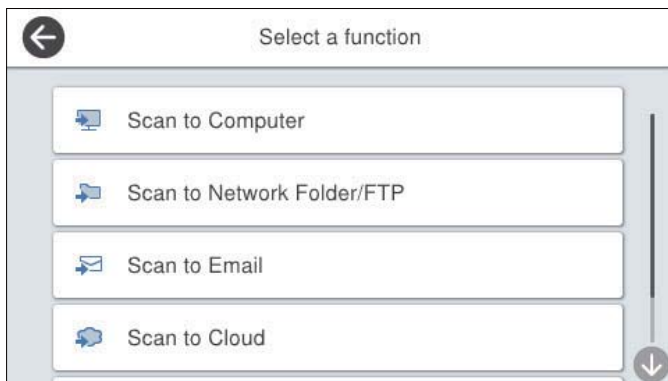 Select a function
Scan to Computer
Scan to Network Folder/FTP
Scan to Email
Scan to Cloud